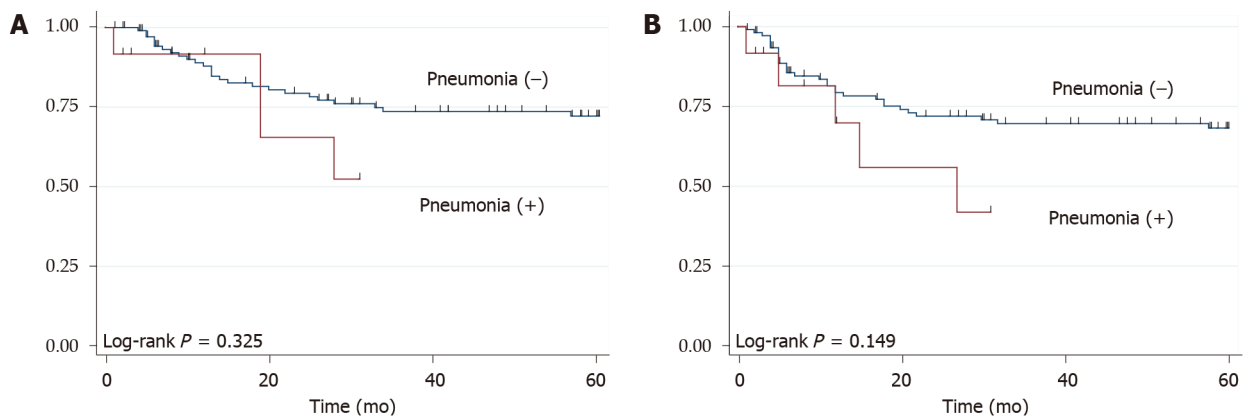 A
1.00
0.75
0.50
0.25
0.00
Pneumonia (–)
Pneumonia (+)
Log-rank P = 0.325
0 20 40 60
Time (mo)
B
1.00
0.75
0.50
0.25
0.00
Pneumonia (–)
Pneumonia (+)
Log-rank P = 0.149
0 20 40 60
Time (mo)